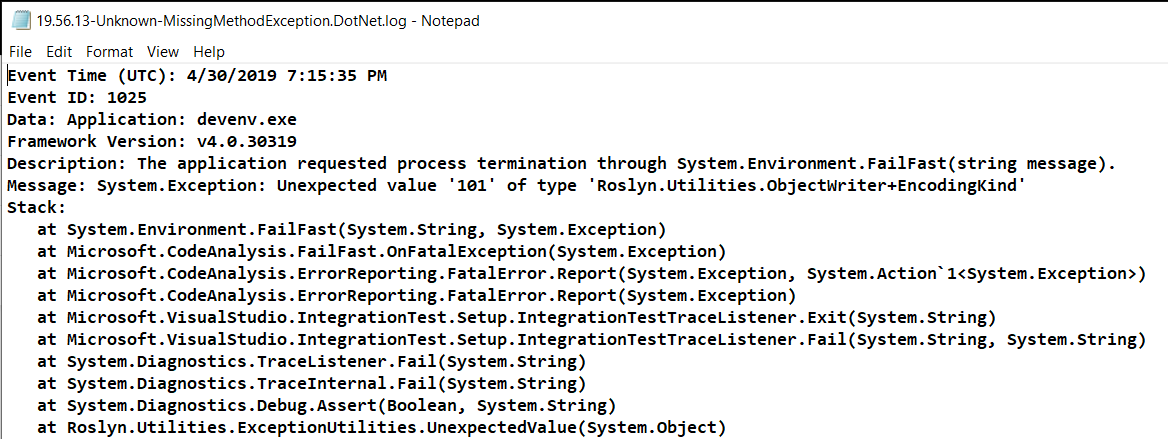 19.56.13-Unknown-MissingMethodException.DotNet.log - Notepad
File Edit Format View Help
Event Time (UTC): 4/30/2019 7:15:35 PM
Event ID: 1025
Data: Application: devenv.exe
Framework Version: v4.0.30319
Description: The application requested process termination through System.Environment.FailFast(string message).
Message: System.Exception: Unexpected value '101' of type 'Roslyn.Utilities.ObjectWriter+EncodingKind'
Stack:
   at System.Environment.FailFast(System.String, System.Exception)
   at Microsoft.CodeAnalysis.FailFast.OnFatalException(System.Exception)
   at Microsoft.CodeAnalysis.ErrorReporting.FatalError.Report(System.Exception, System.Action`1<System.Exception>)
   at Microsoft.CodeAnalysis.ErrorReporting.FatalError.Report(System.Exception)
   at Microsoft.VisualStudio.IntegrationTest.Setup.IntegrationTestTraceListener.Exit(System.String)
   at Microsoft.VisualStudio.IntegrationTest.Setup.IntegrationTestTraceListener.Fail(System.String, System.String)
   at System.Diagnostics.TraceListener.Fail(System.String)
   at System.Diagnostics.TraceInternal.Fail(System.String)
   at System.Diagnostics.Debug.Assert(Boolean, System.String)
   at Roslyn.Utilities.ExceptionUtilities.UnexpectedValue(System.Object)